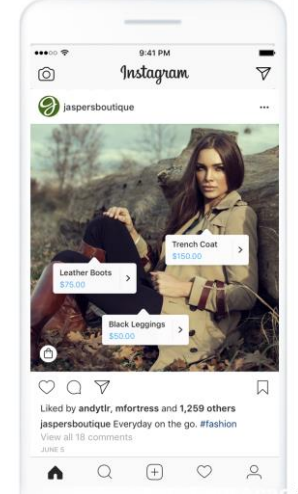 9:41 PM
Instagram
jaspersboutique
Trench Coat
$150.00
Leather Boots
$75.00
Black Leggings
$50.00
Liked by andytlr, mfortress and 1,259 others
jaspersboutique Everyday on the go. #fashion
View all 18 comments
JUNE 5